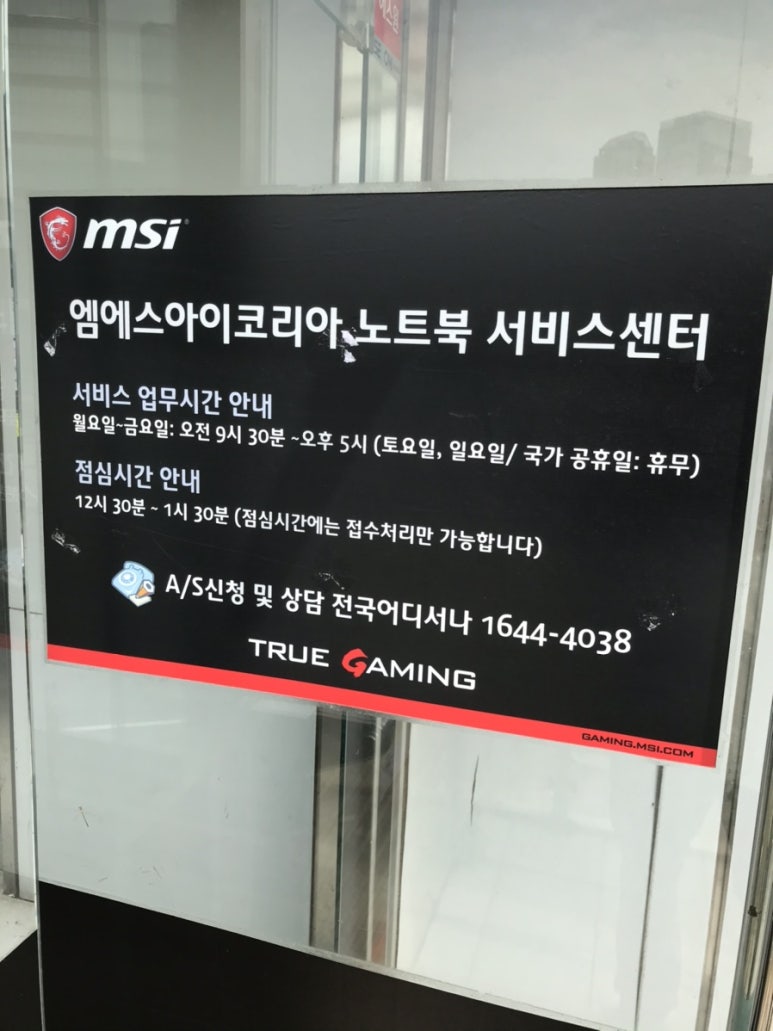 에스원
msi
엠에스아이코리아 노트북 서비스센터
서비스 업무시간 안내
월요일~금요일: 오전 9시 30분 ~오후 5시 (토요일, 일요일/ 국가 공휴일: 휴무)
점심시간 안내
12시 30분 ~ 1시 30분 (점심시간에는 접수처리만 가능합니다)
A/S신청 및 상담 전국어디서나 1644-4038
TRUE GAMING
GAMING.MSI.COM